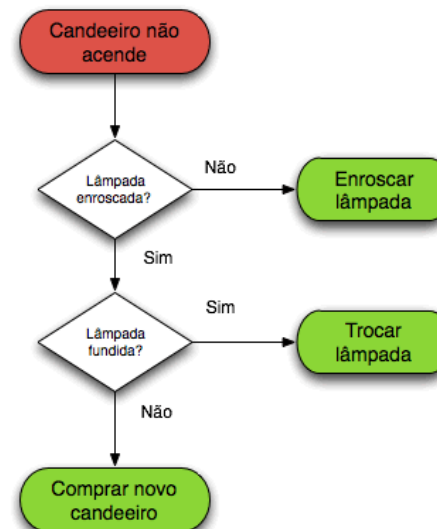 Candeeiro não
acende
Lâmpada
enroscada?
Não
Enroscar
lâmpada
Sim
Lâmpada
fundida?
Sim
Trocar
lâmpada
Não
Comprar novo
candeeiro